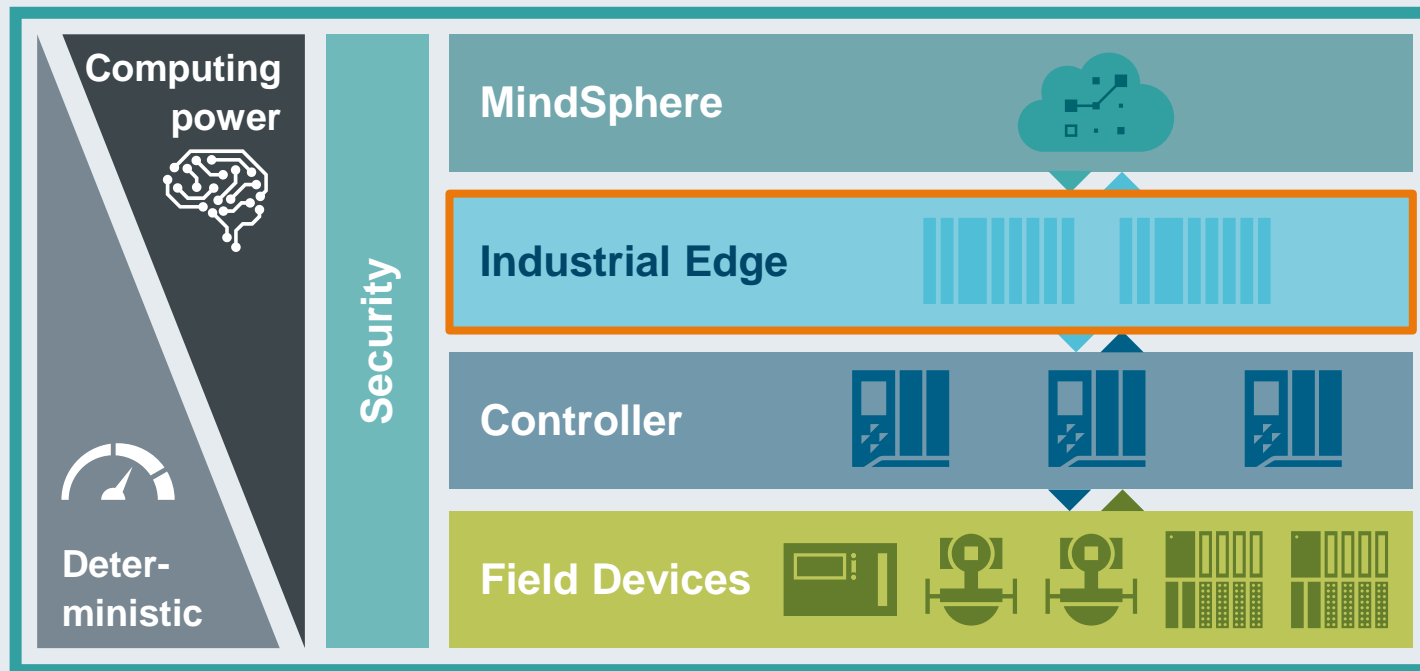 Computing
power
Deter-
ministic
Security
MindSphere
Industrial Edge
Controller
Field Devices